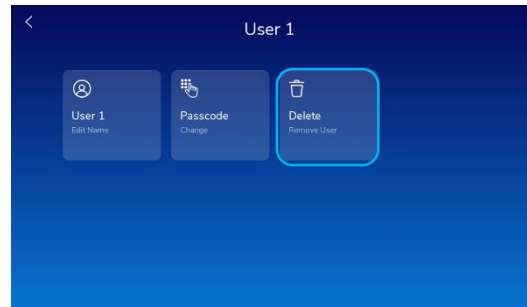 User 1
User 1
Edit Name
Passcode
Change
Delete
Remove User